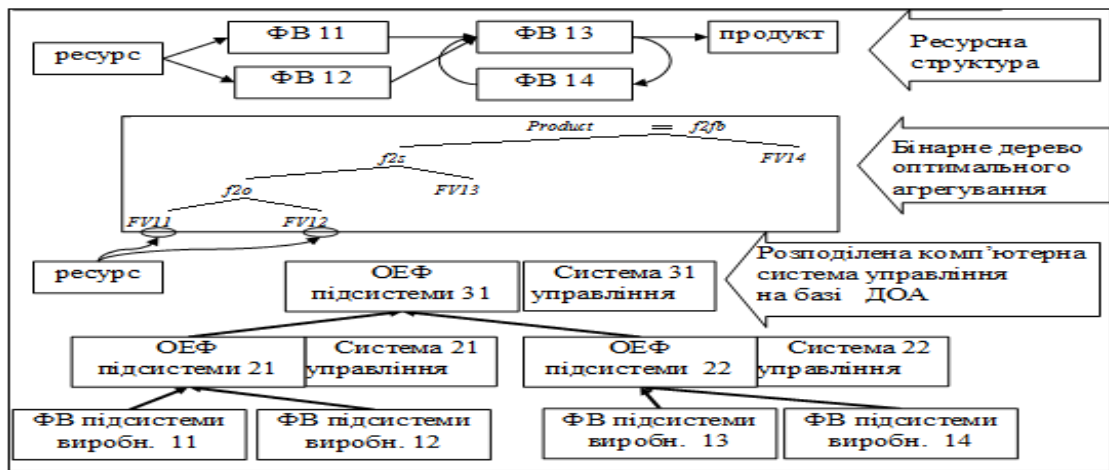 ресурс
ФВ 11
ФВ 12
ФВ 13
ФВ 14
продукт
Ресурсна
структура
Product = f2fb
f2s
FV14
f2o
FV13
FV11
FV12
Бінарне дерево
оптимального
агрегування
ресурс
Розподілена комп’ютерна
система управління
на базі ДОА
ОЕФ
підсистеми 31
Система 31
управління
ОЕФ
підсистеми 21
Система 21
управління
ОЕФ
підсистеми 22
Система 22
управління
ФВ підсистеми
виробн. 11
ФВ підсистеми
виробн. 12
ФВ підсистеми
виробн. 13
ФВ підсистеми
виробн. 14